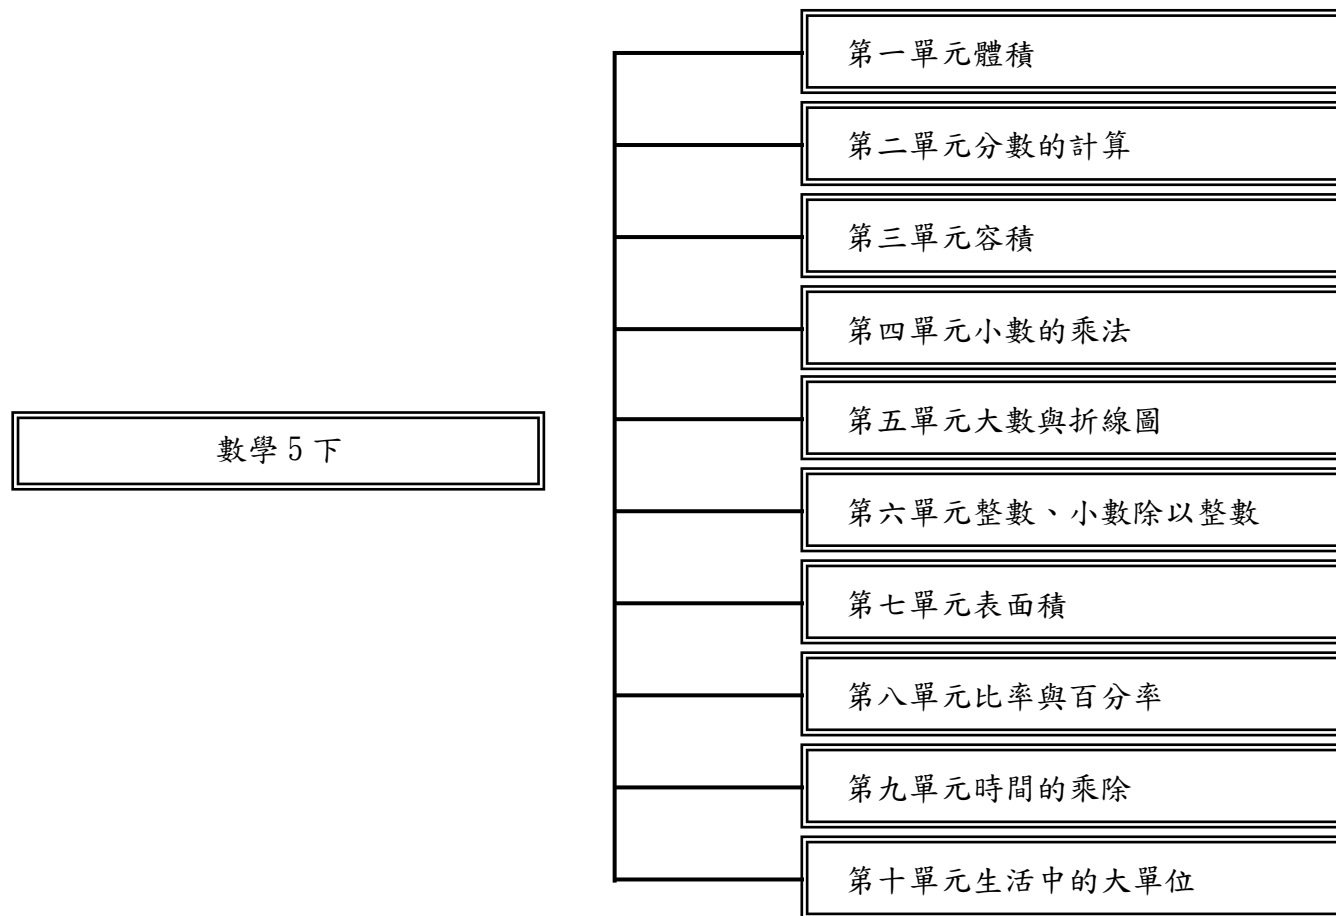 第一單元體積
第二單元分數的計算
第三單元容積
第四單元小數的乘法
第五單元大數與折線圖
數學 5 下
第六單元整數、小數除以整數
第七單元表面積
第八單元比率與百分率
第九單元時間的乘除
第十單元生活中的大單位